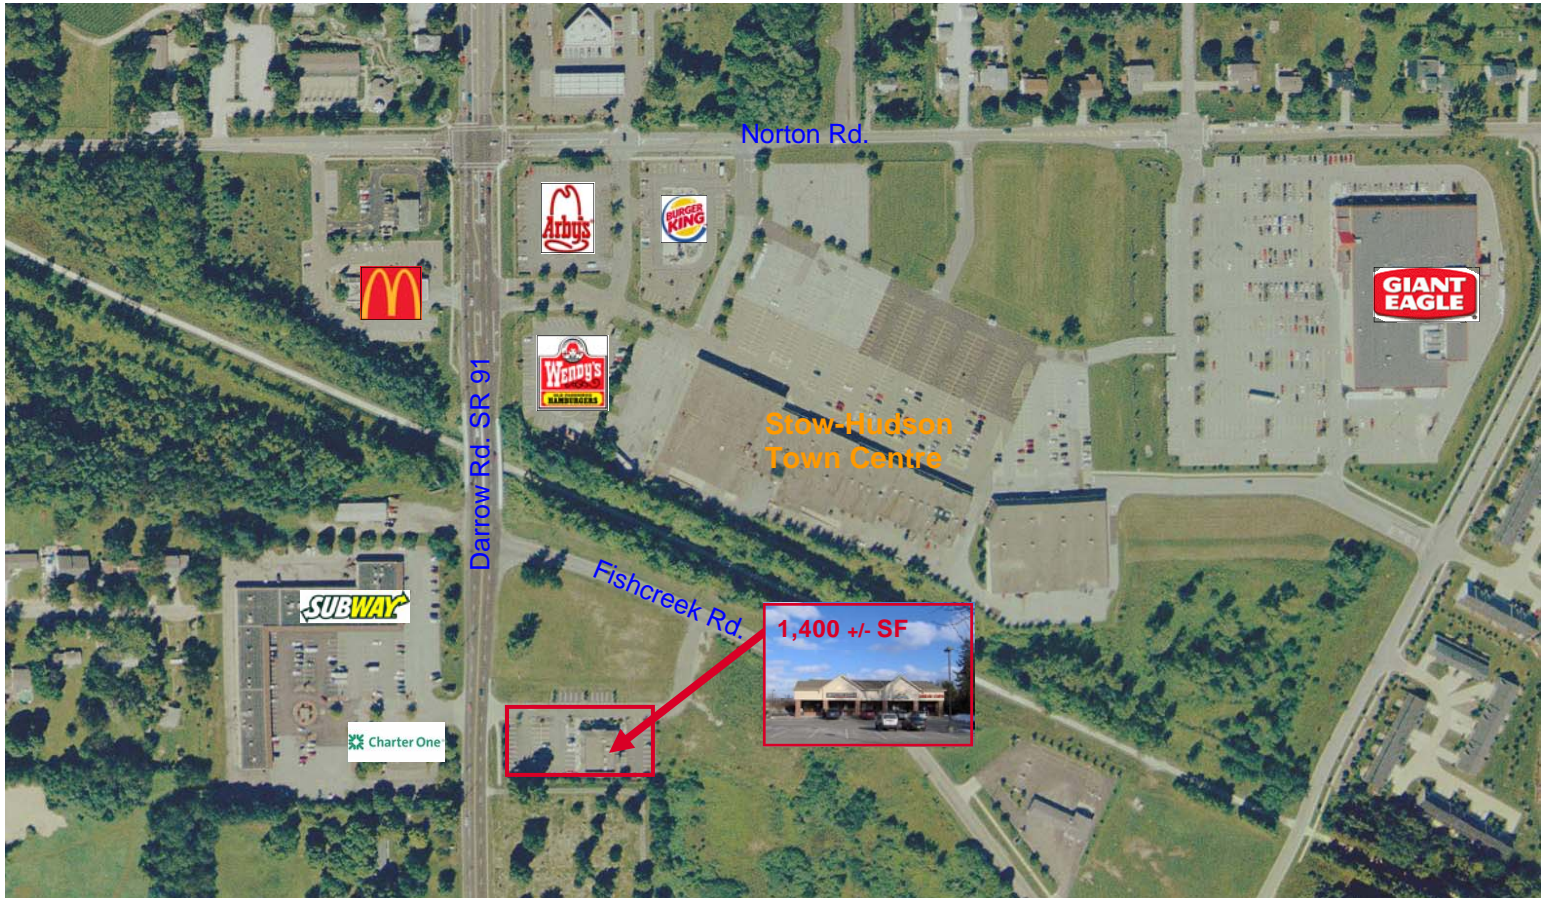 Norton Rd.
Arby's
BURGER
KING
GIANT
EAGLE
WENDY'S
OLD FASHIONED
HAMBURGERS
Darrow Rd. SR 91
Stow-Hudson
Town Centre
Fishcreek Rd.
SUBWAY
1,400 +/- SF
Charter One